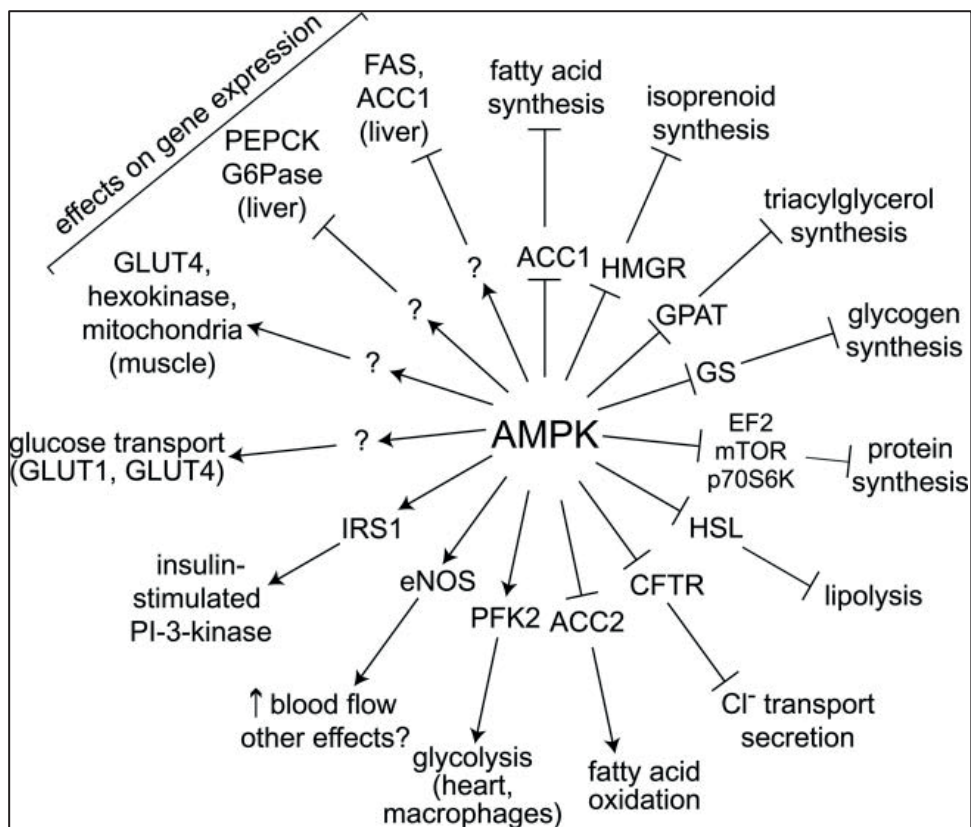 effects on gene expression
FAS,
ACC1
(liver)
fatty acid
synthesis
isoprenoid
synthesis
PEPCK
G6Pase
(liver)
triacylglycerol
synthesis
GLUT4,
hexokinase,
mitochondria
(muscle)
?
?
?
ACC1
HMGR
GPAT
GS
glycogen
synthesis
glucose transport
(GLUT1, GLUT4)
?
AMPK
EF2
mTOR
p70S6K
protein
synthesis
IRS1
HSL
insulin-
stimulated
PI-3-kinase
eNOS
PFK2
ACC2
CFTR
lipolysis
↑ blood flow
other effects?
glycolysis
(heart,
macrophages)
fatty acid
oxidation
Cl⁻ transport
secretion